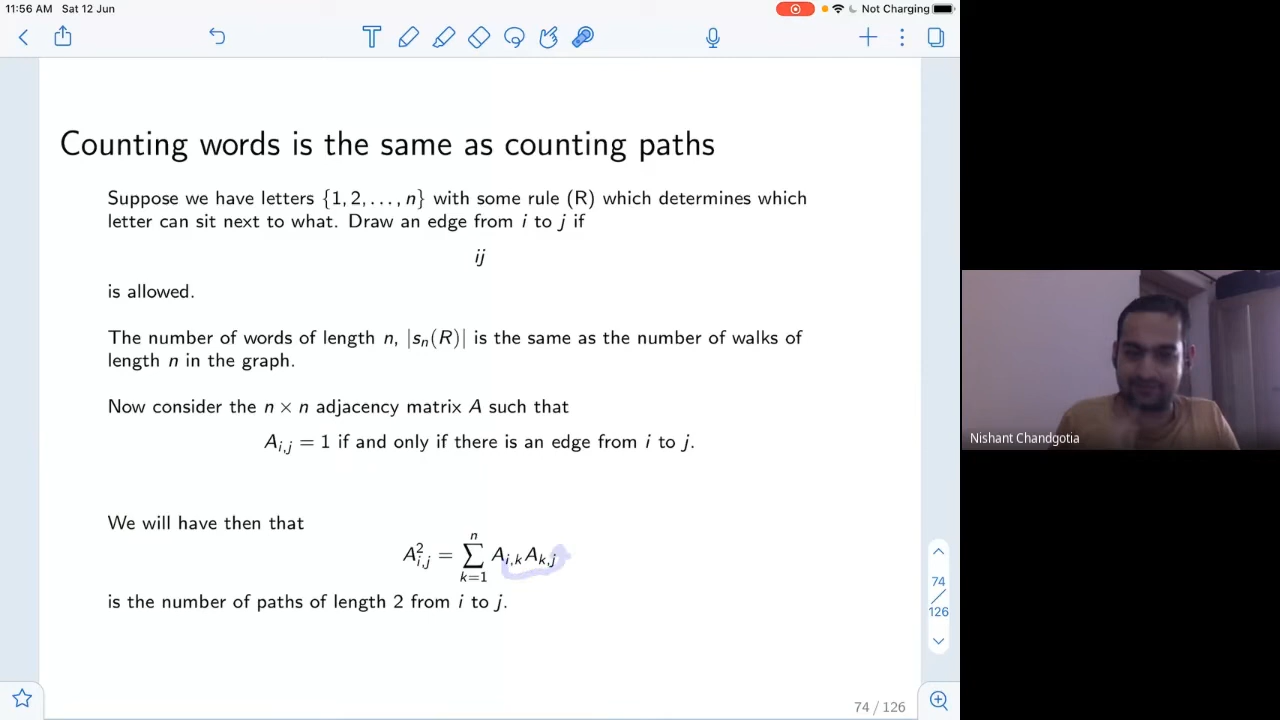 11:56 AM Sat 12 Jun
Not Charging
T
Counting words is the same as counting paths
Suppose we have letters {1, 2, . . . , n} with some rule (R) which determines which
letter can sit next to what. Draw an edge from i to j if
ij
is allowed.
The number of words of length n, |sₙ(R)| is the same as the number of walks of
length n in the graph.
Now consider the n × n adjacency matrix A such that
A_{i,j} = 1 if and only if there is an edge from i to j.
We will have then that
A²_{i,j} = ∑_{k=1}^{n} A_{i,k} A_{k,j}
is the number of paths of length 2 from i to j.
74
/
126
74 / 126
Nishant Chandgotia